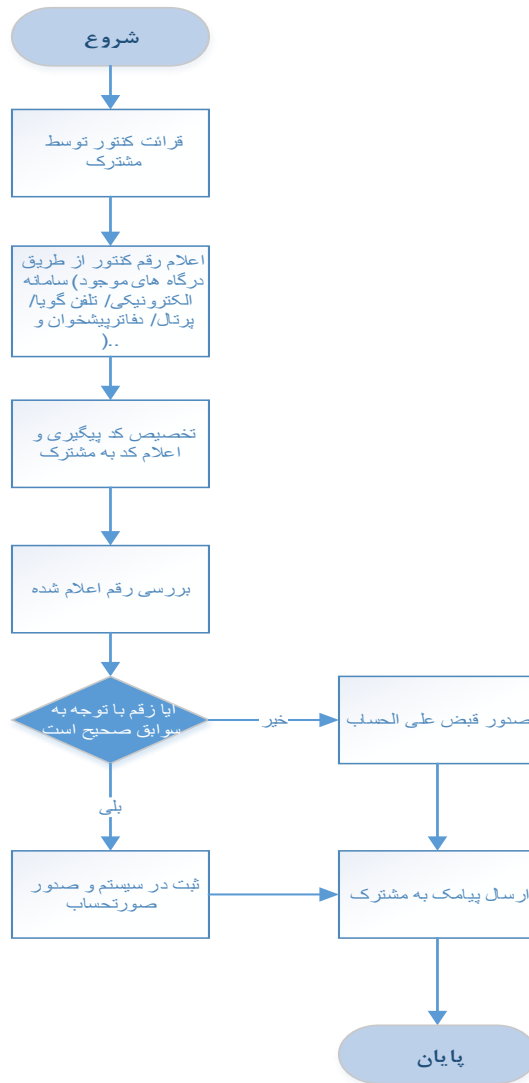 شروع
قرائت کنتور توسط
مشترک
اعلام رقم کنتور از طریق
درگاه های موجود) سامانه
الکترونیکی/ تلفن گویا/
پرتال/ دفاترپیشخوان و
..(
تخصیص کد پیگیری و
اعلام کد به مشترک
بررسی رقم اعلام شده
آیا زقم با توجه به
سوابق صحیح است
خیر
صدور قبض علی الحساب
بلی
ثبت در سیستم و صدور
صورتحساب
ارسال پیامک به مشترک
پایان